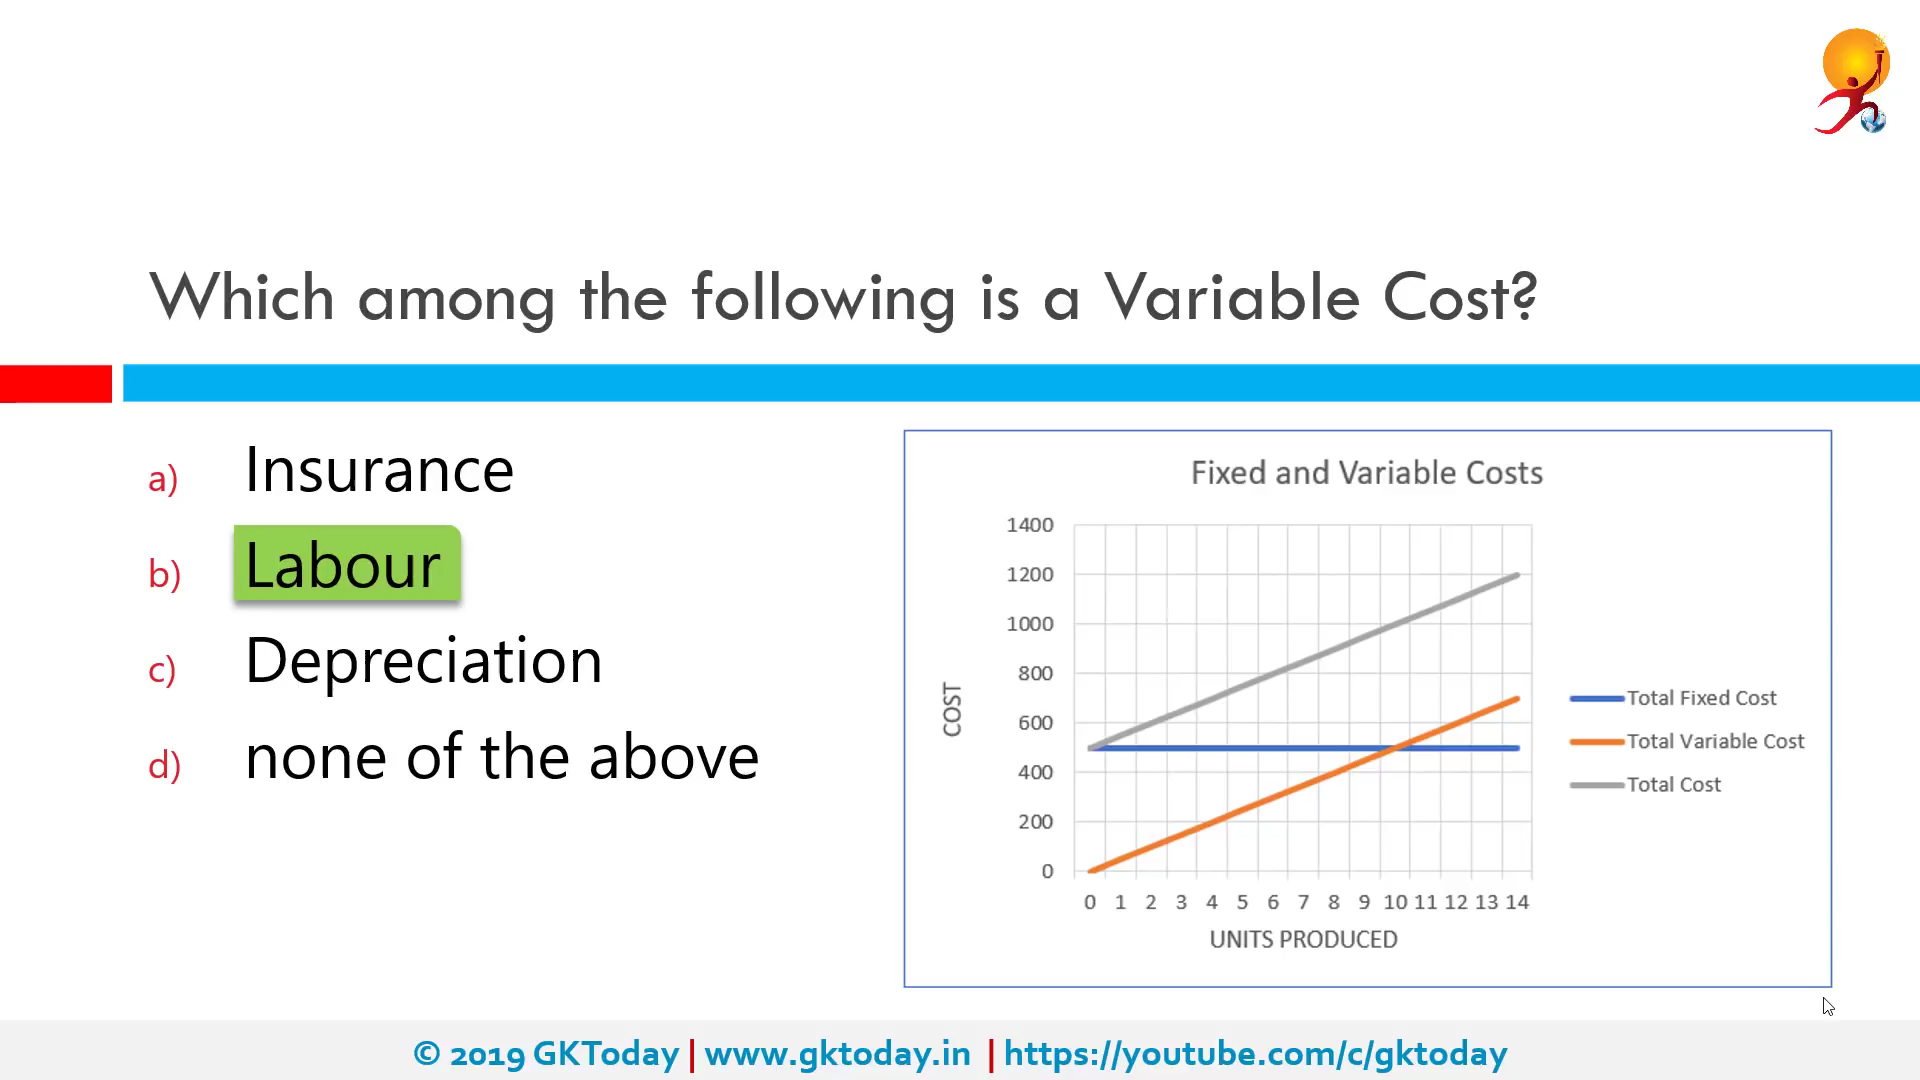 Which among the following is a Variable Cost?
a) Insurance
b) Labour
c) Depreciation
d) none of the above
Fixed and Variable Costs
1400
1200
1000
800
600
400
200
0
COST
0 1 2 3 4 5 6 7 8 9 10 11 12 13 14
UNITS PRODUCED
Total Fixed Cost
Total Variable Cost
Total Cost
© 2019 GKToday | www.gktoday.in | https://youtube.com/c/gktoday